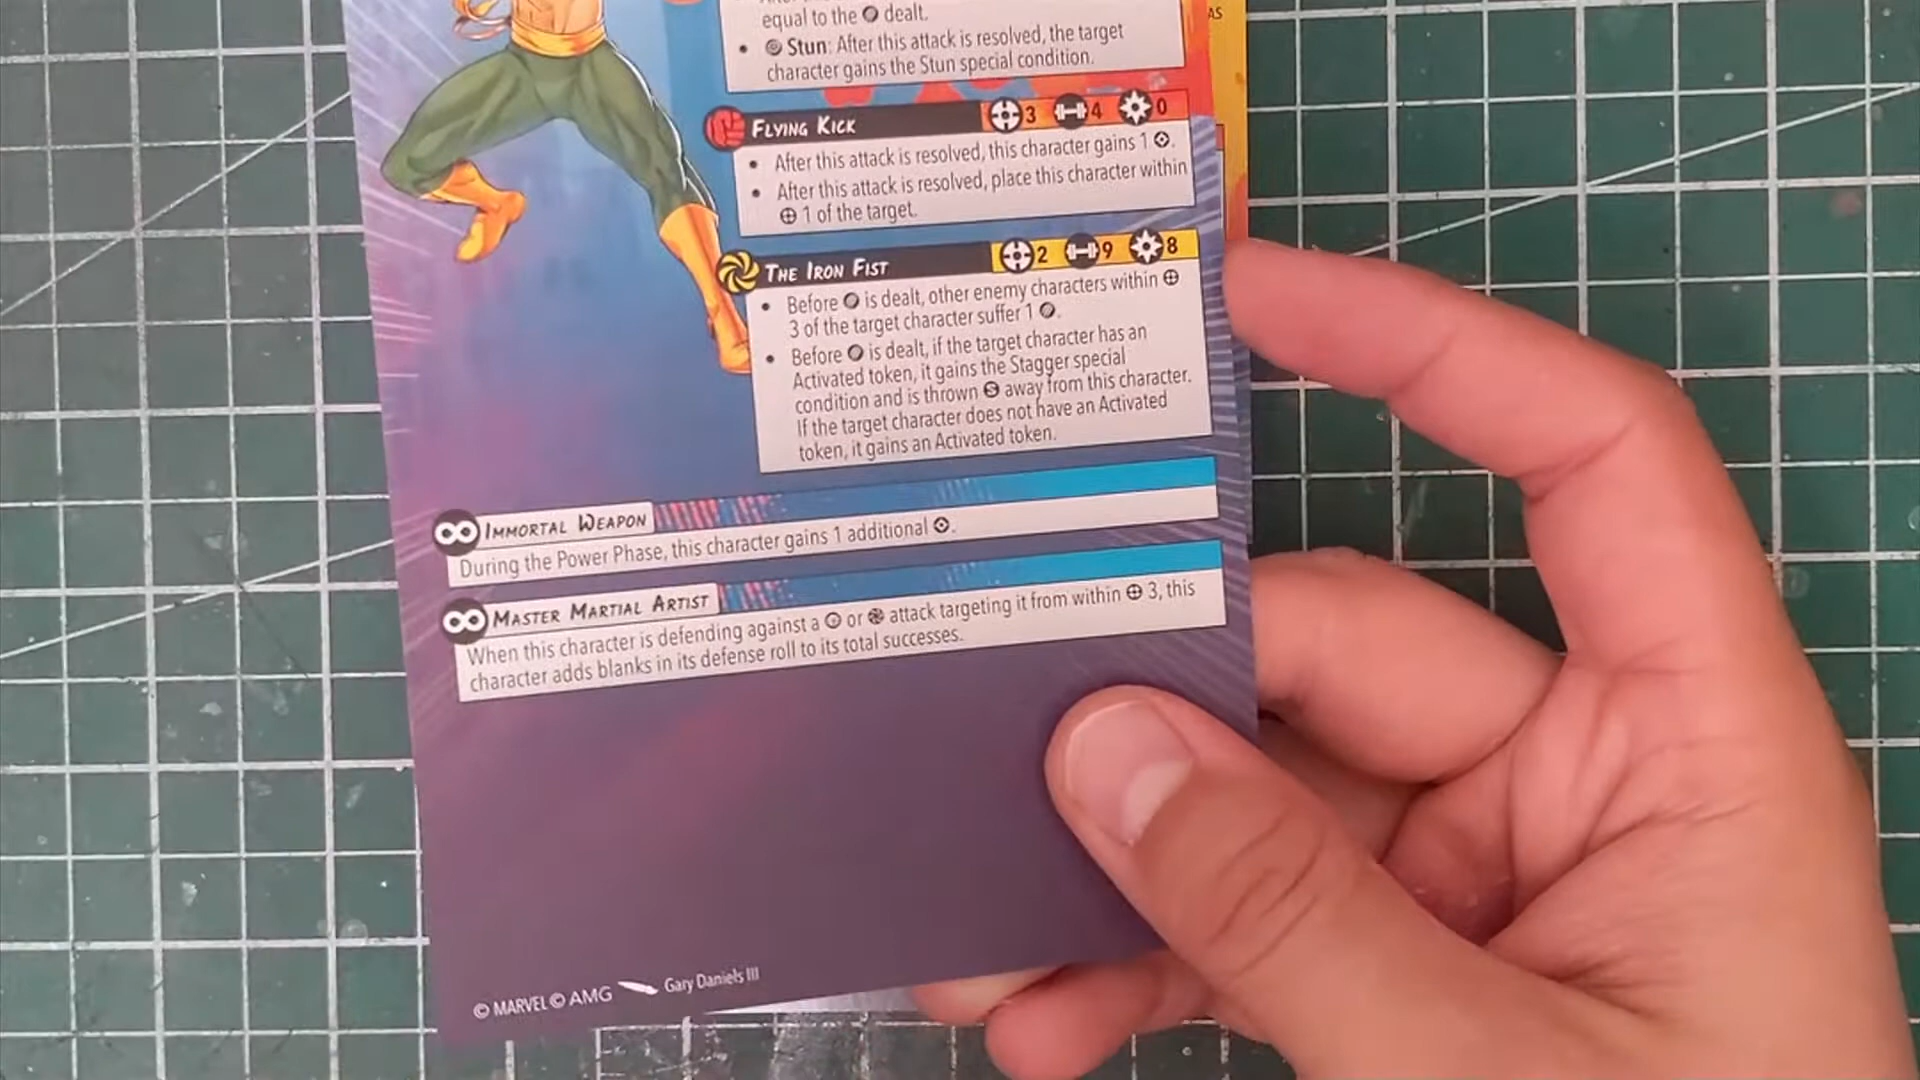 equal to the dealt.
AS
• Stun: After this attack is resolved, the target
character gains the Stun special condition.
FLYING KICK 3 4 0
• After this attack is resolved, this character gains 1 .
• After this attack is resolved, place this character within
1 of the target.
THE IRON FIST 2 9 8
• Before is dealt, other enemy characters within
3 of the target character suffer 1 .
• Before is dealt, if the target character has an
Activated token, it gains the Stagger special
condition and is thrown S away from this character.
If the target character does not have an Activated
token, it gains an Activated token.
IMMORTAL WEAPON
During the Power Phase, this character gains 1 additional .
MASTER MARTIAL ARTIST
When this character is defending against a or attack targeting it from within 3, this
character adds blanks in its defense roll to its total successes.
© MARVEL © AMG Gary Daniels III